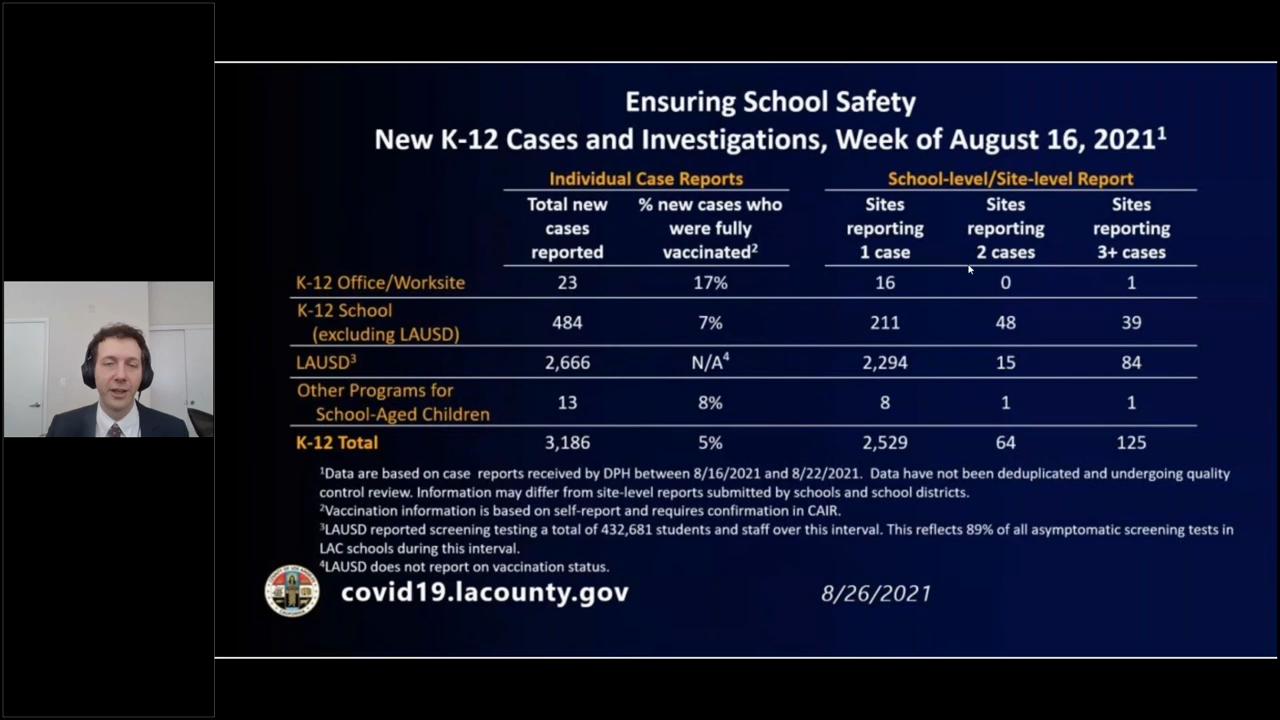 Ensuring School Safety
New K-12 Cases and Investigations, Week of August 16, 2021¹
Individual Case Reports School-level/Site-level Report
Total new % new cases who Sites Sites Sites
cases were fully reporting reporting reporting
reported vaccinated² 1 case 2 cases 3+ cases
K-12 Office/Worksite 23 17% 16 0 1
K-12 School
(excluding LAUSD) 484 7% 211 48 39
LAUSD³ 2,666 N/A⁴ 2,294 15 84
Other Programs for
School-Aged Children 13 8% 8 1 1
K-12 Total 3,186 5% 2,529 64 125
¹Data are based on case reports received by DPH between 8/16/2021 and 8/22/2021. Data have not been deduplicated and undergoing quality
control review. Information may differ from site-level reports submitted by schools and school districts.
²Vaccination information is based on self-report and requires confirmation in CAIR.
³LAUSD reported screening testing a total of 432,681 students and staff over this interval. This reflects 89% of all asymptomatic screening tests in
LAC schools during this interval.
⁴LAUSD does not report on vaccination status.
covid19.lacounty.gov 8/26/2021